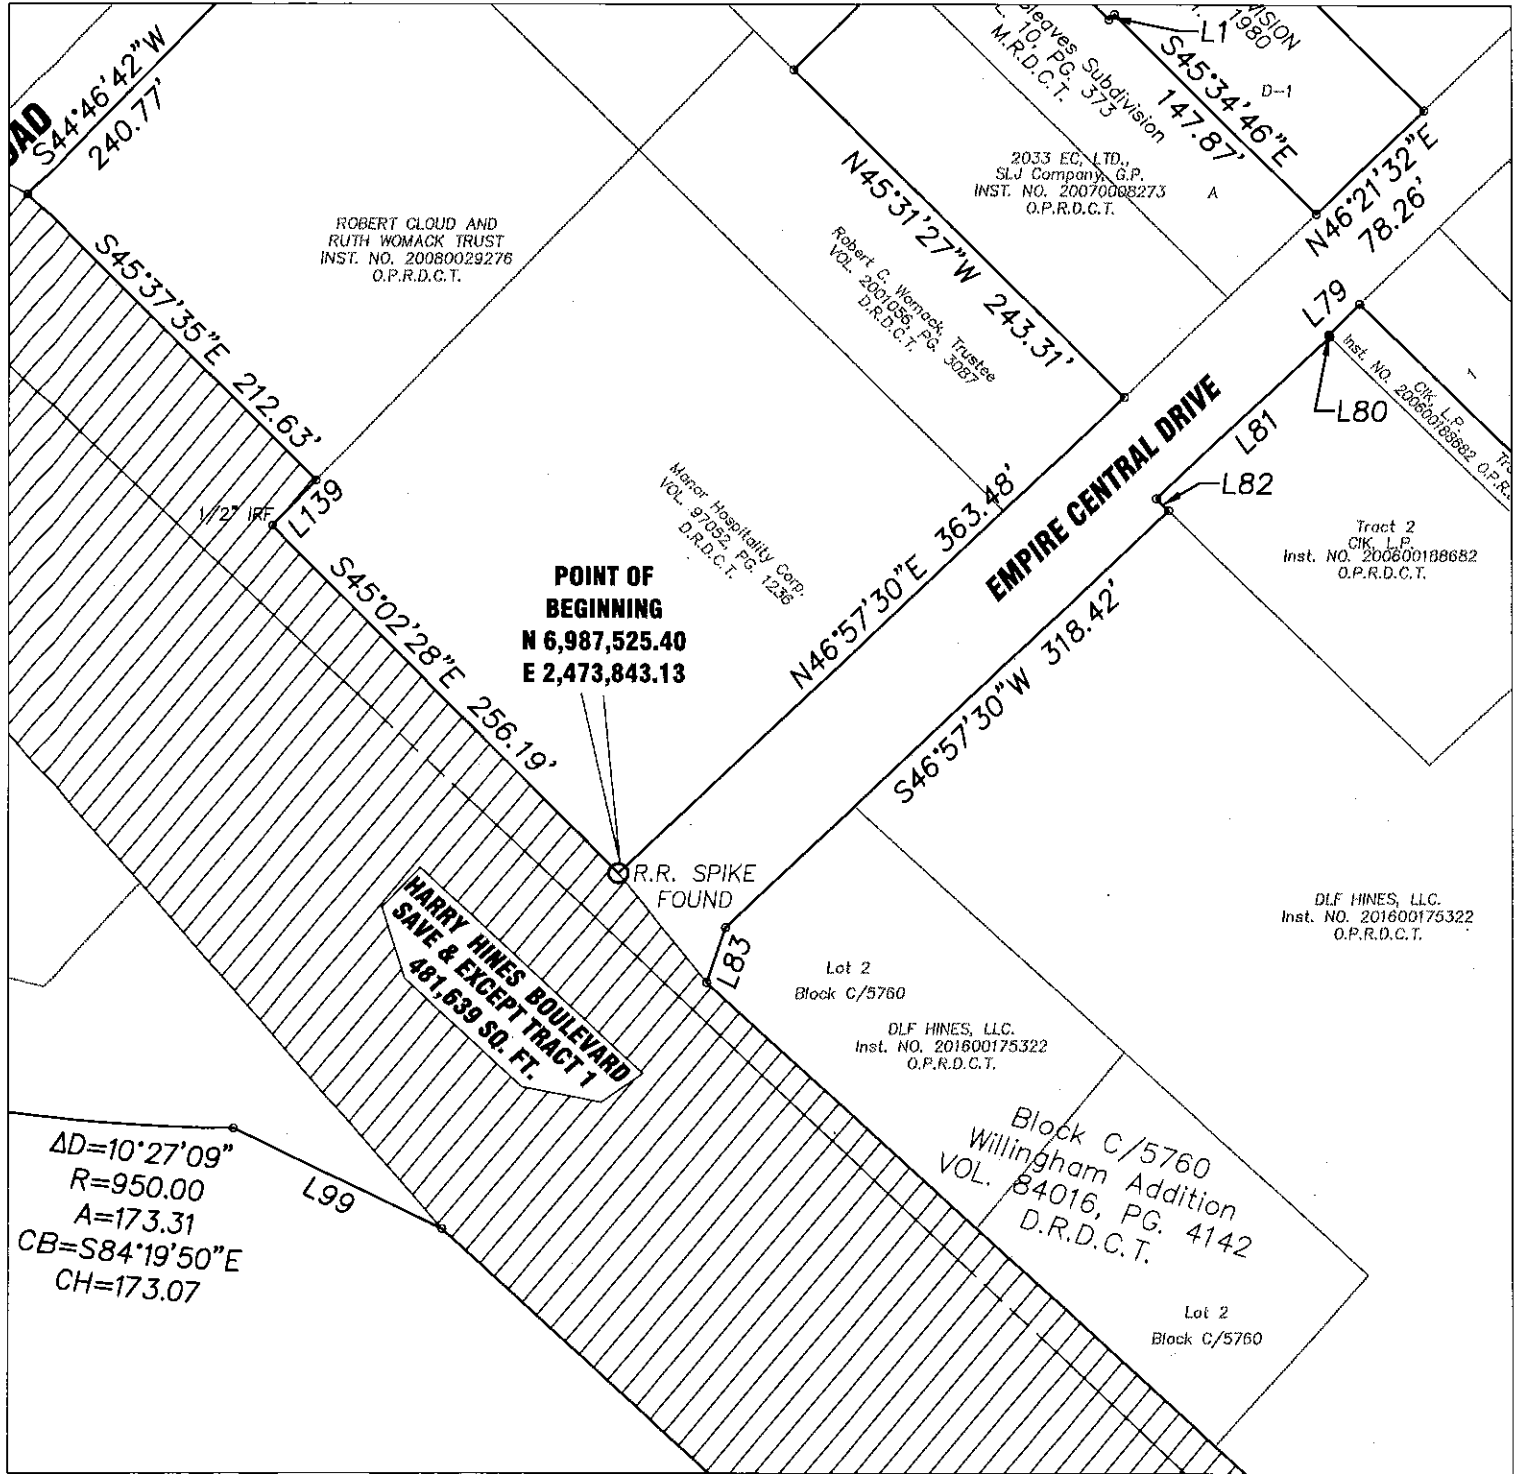 S44°46'42"W
240.77'
ROBERT CLOUD AND
RUTH WOMACK TRUST
INST. NO. 20080029276
O.P.R.D.C.T.
S45°37'35"E 212.63'
1/2" IRF
L139
S45°02'28"E 256.19'
POINT OF
BEGINNING
N 6,987,525.40
E 2,473,843.13
R.R. SPIKE
FOUND
Manor Hospitality Corp.
VOL. 97052, PG. 1236
D.R.D.C.T.
N45°31'27"W 243.31'
Robert C. Womack, Trustee
VOL. 2001056, PG. 3087
D.R.D.C.T.
Gleaves Subdivision
10, PG. 373
M.R.D.C.T.
2033 EC, LTD.,
SLJ Company, G.P.
INST. NO. 20070008273
O.P.R.D.C.T.
A
L1
1980
D-1
S45°34'46"E
147.87'
N46°21'32"E
78.26'
N46°57'30"E 363.48'
EMPIRE CENTRAL DRIVE
L79
L80
L81
L82
1
CIK, L.P.
Inst. NO. 200600188682 O.P.R.
Tract 2
CIK, L.P.
Inst. NO. 200600188682
O.P.R.D.C.T.
S46°57'30"W 318.42'
L83
DLF HINES, LLC.
Inst. NO. 201600175322
O.P.R.D.C.T.
Lot 2
Block C/5760
DLF HINES, LLC.
Inst. NO. 201600175322
O.P.R.D.C.T.
Block C/5760
Willingham Addition
VOL. 84016, PG. 4142
D.R.D.C.T.
Lot 2
Block C/5760
HARRY HINES BOULEVARD
SAVE & EXCEPT TRACT 1
481,639 SQ. FT.
L99
ΔD=10°27'09"
R=950.00
A=173.31
CB=S84°19'50"E
CH=173.07